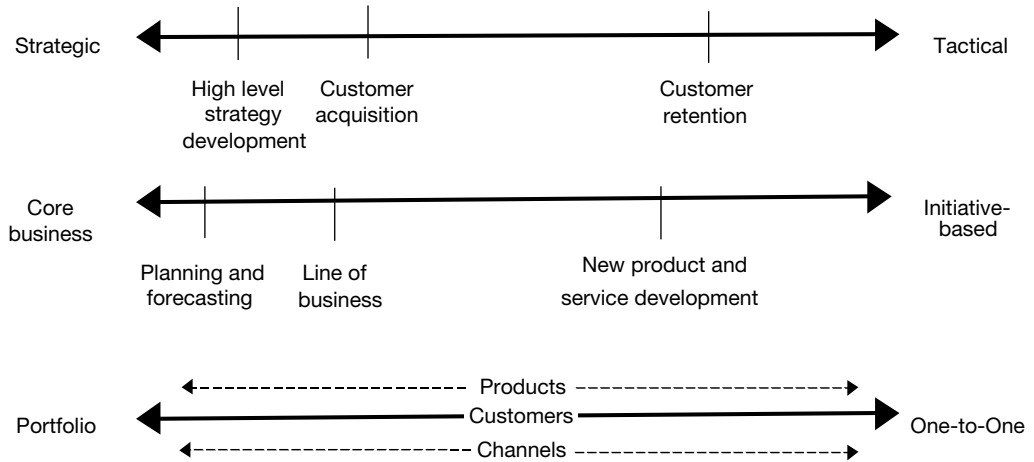 Strategic
Tactical
High level
strategy
development
Customer
acquisition
Customer
retention
Core
business
Initiative-
based
Planning and
forecasting
Line of
business
New product and
service development
Products
Portfolio
Customers
One-to-One
Channels